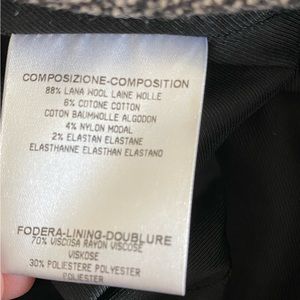 COMPOSIZIONE-COMPOSITION
88% LANA WOOL LAINE WOLLE
6% COTONE COTTON
COTON BAUMWOLLE ALGODON
4% NYLON MODAL
2% ELASTAN ELASTANE
ELASTHANNE ELASTHAN ELASTANO
FODERA-LINING-DOUBLURE
70% VISCOSA RAYON VISCOSE
VISKOSE
30% POLIESTERE POLYESTER
POLYESTER